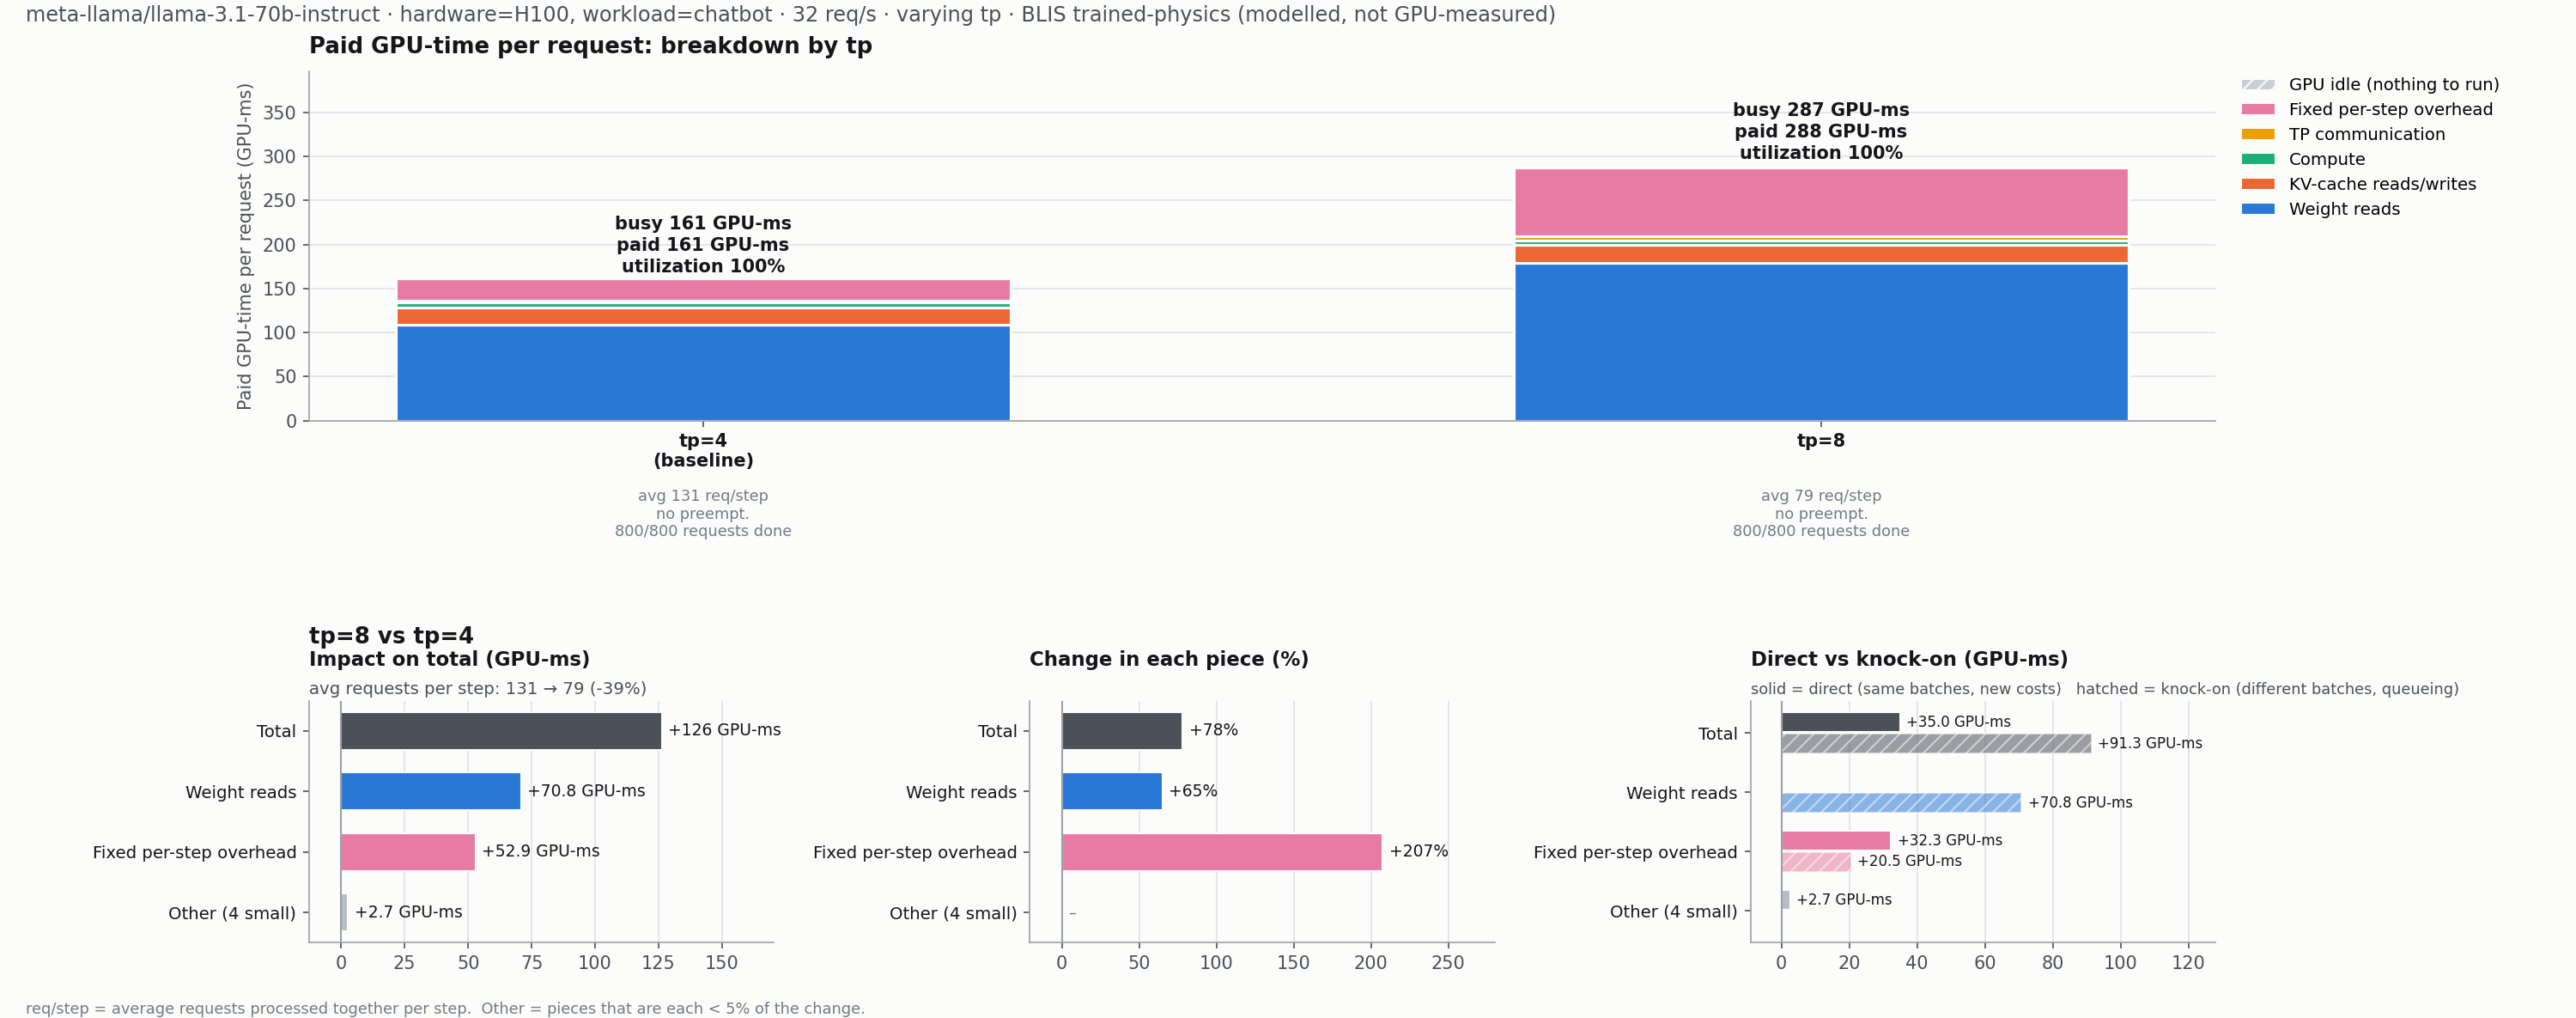 meta-llama/llama-3.1-70b-instruct · hardware=H100, workload=chatbot · 32 req/s · varying tp · BLIS trained-physics (modelled, not GPU-measured)
Paid GPU-time per request: breakdown by tp
Paid GPU-time per request (GPU-ms)
350
300
250
200
150
100
50
0
busy 161 GPU-ms
paid 161 GPU-ms
utilization 100%
busy 287 GPU-ms
paid 288 GPU-ms
utilization 100%
GPU idle (nothing to run)
Fixed per-step overhead
TP communication
Compute
KV-cache reads/writes
Weight reads
tp=4
(baseline)
avg 131 req/step
no preempt.
800/800 requests done
tp=8
avg 79 req/step
no preempt.
800/800 requests done
tp=8 vs tp=4
Impact on total (GPU-ms)
avg requests per step: 131 → 79 (-39%)
Total
+126 GPU-ms
Weight reads
+70.8 GPU-ms
Fixed per-step overhead
+52.9 GPU-ms
Other (4 small)
+2.7 GPU-ms
0 25 50 75 100 125 150
Change in each piece (%)
Total
+78%
Weight reads
+65%
Fixed per-step overhead
+207%
Other (4 small)
–
0 50 100 150 200 250
Direct vs knock-on (GPU-ms)
solid = direct (same batches, new costs) hatched = knock-on (different batches, queueing)
Total
+35.0 GPU-ms
+91.3 GPU-ms
Weight reads
+70.8 GPU-ms
Fixed per-step overhead
+32.3 GPU-ms
+20.5 GPU-ms
Other (4 small)
+2.7 GPU-ms
0 20 40 60 80 100 120
req/step = average requests processed together per step. Other = pieces that are each < 5% of the change.